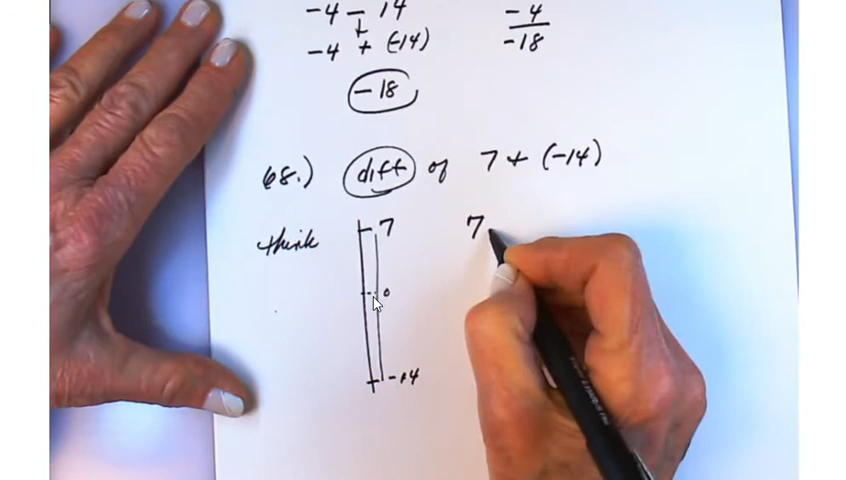 -4 - 14
-4 + (-14)
-18
-4
-18
68.) diff of 7 + (-14)
think
7
0
-14
7